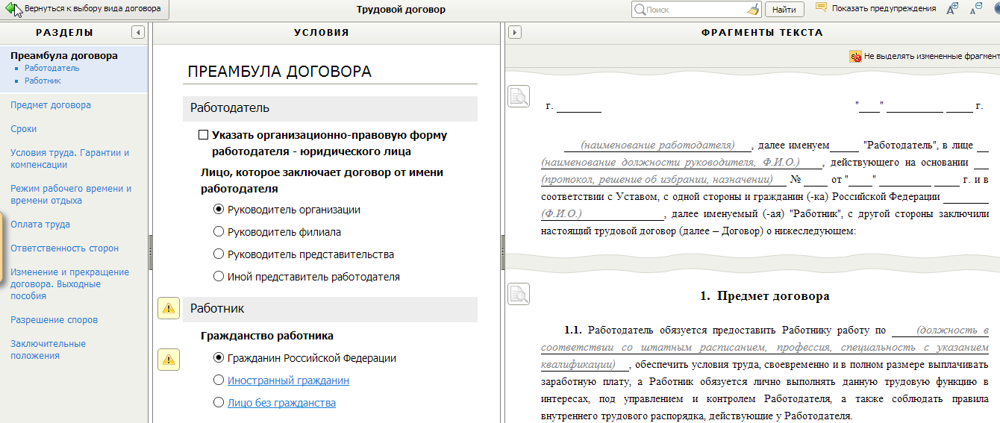 Вернуться к выбору вида договора
Трудовой договор
Поиск
Найти
Показать предупреждения
А
А
РАЗДЕЛЫ
Преамбула договора
Работодатель
Работник
Предмет договора
Сроки
Условия труда. Гарантии и
компенсации
Режим рабочего времени и
времени отдыха
Оплата труда
Ответственность сторон
Изменение и прекращение
договора. Выходные
пособия
Разрешение споров
Заключительные
положения
УСЛОВИЯ
ПРЕАМБУЛА ДОГОВОРА
Работодатель
Указать организационно-правовую форму
работодателя - юридического лица
Лицо, которое заключает договор от имени
работодателя
Руководитель организации
Руководитель филиала
Руководитель представительства
Иной представитель работодателя
Работник
Гражданство работника
Гражданин Российской Федерации
Иностранный гражданин
Лицо без гражданства
ФРАГМЕНТЫ ТЕКСТА
Не выделять измененные фрагмент
г. ________ "____" __________ _____ г.
(наименование работодателя) , далее именуем_____ "Работодатель", в лице __
(наименование должности руководителя, Ф.И.О.) , действующего на основании ____
(протокол, решение об избрании, назначении) № ____ от "____" _________ ____ г. и в
соответствии с Уставом, с одной стороны и гражданин (-ка) Российской Федерации ________
(Ф.И.О.) , далее именуемый (-ая) "Работник", с другой стороны заключили
настоящий трудовой договор (далее – Договор) о нижеследующем:
1. Предмет договора
1.1. Работодатель обязуется предоставить Работнику работу по (должность в
соответствии со штатным расписанием, профессия, специальность с указанием
квалификации) , обеспечить условия труда, своевременно и в полном размере выплачивать
заработную плату, а Работник обязуется лично выполнять данную трудовую функцию в
интересах, под управлением и контролем Работодателя, а также соблюдать правила
внутреннего трудового распорядка, действующие у Работодателя.